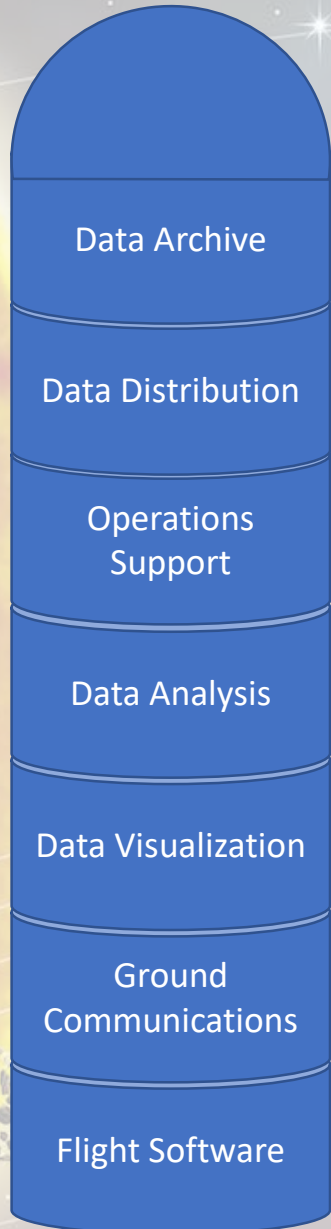 Data Archive
Data Distribution
Operations
Support
Data Analysis
Data Visualization
Ground
Communications
Flight Software